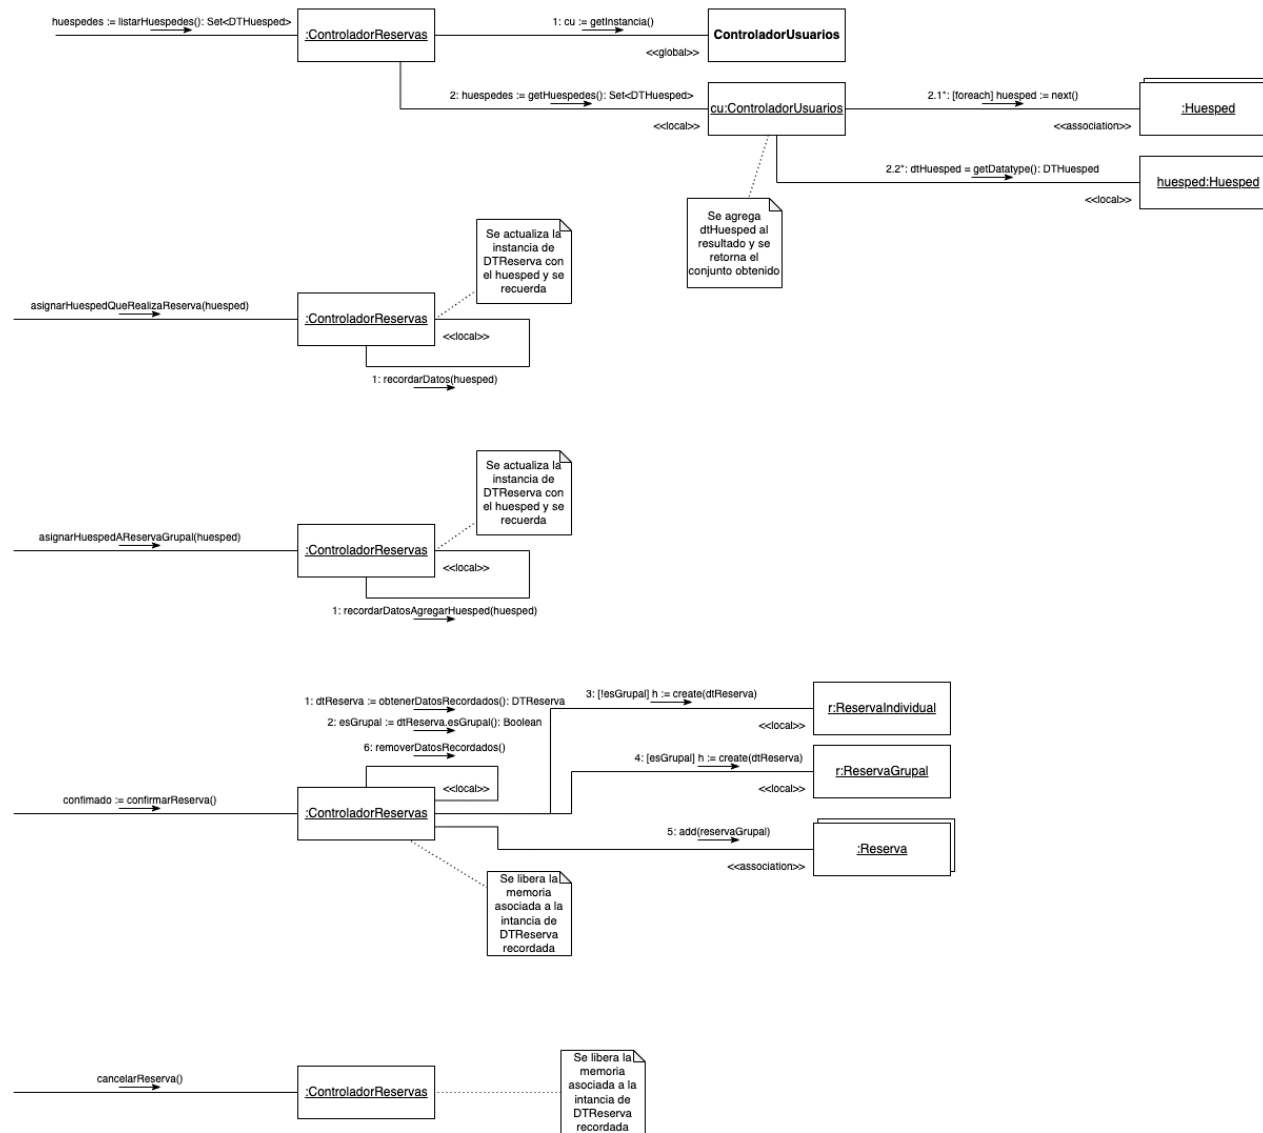 huespedes := listarHuespedes(): Set<DTHuesped>
:ControladorReservas
1: cu := getInstancia()
<<global>>
ControladorUsuarios
2: huespedes := getHuespedes(): Set<DTHuesped>
<<local>>
cu:ControladorUsuarios
2.1*: [foreach] huesped := next()
<<association>>
:Huesped
2.2*: dtHuesped = getDatatype(): DTHuesped
<<local>>
huesped:Huesped
Se agrega
dtHuesped al
resultado y se
retorna el
conjunto obtenido
Se actualiza la
instancia de
DTReserva con
el huesped y se
recuerda
asignarHuespedQueRealizaReserva(huesped)
:ControladorReservas
<<local>>
1: recordarDatos(huesped)
Se actualiza la
instancia de
DTReserva con
el huesped y se
recuerda
asignarHuespedAReservaGrupal(huesped)
:ControladorReservas
<<local>>
1: recordarDatosAgregarHuesped(huesped)
1: dtReserva := obtenerDatosRecordados(): DTReserva
2: esGrupal := dtReserva.esGrupal(): Boolean
6: removerDatosRecordados()
<<local>>
confimado := confirmarReserva()
:ControladorReservas
3: [!esGrupal] h := create(dtReserva)
<<local>>
r:ReservaIndividual
4: [esGrupal] h := create(dtReserva)
<<local>>
r:ReservaGrupal
5: add(reservaGrupal)
<<association>>
:Reserva
Se libera la
memoria
asociada a la
intancia de
DTReserva
recordada
cancelarReserva()
:ControladorReservas
Se libera la
memoria
asociada a la
intancia de
DTReserva
recordada